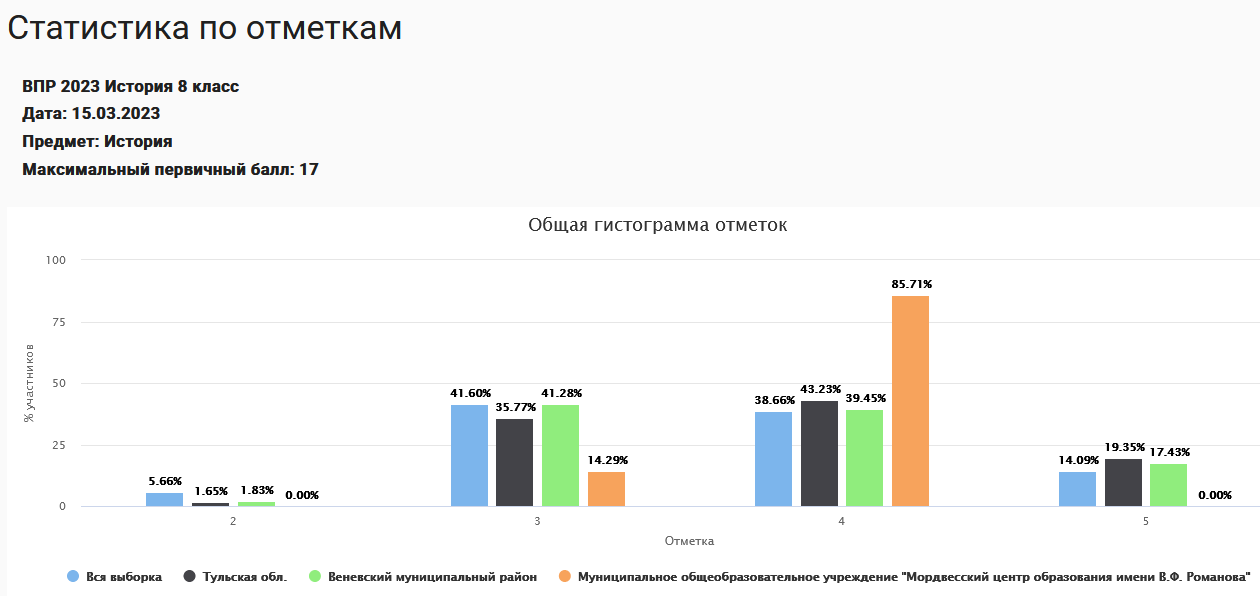 Статистика по отметкам
ВПР 2023 История 8 класс
Дата: 15.03.2023
Предмет: История
Максимальный первичный балл: 17
Общая гистограмма отметок
100
75
50
25
0
% участников
5.66%
1.65%
1.83%
0.00%
41.60%
35.77%
41.28%
14.29%
38.66%
43.23%
39.45%
85.71%
14.09%
19.35%
17.43%
0.00%
2
3
4
5
Отметка
Вся выборка
Тульская обл.
Веневский муниципальный район
Муниципальное общеобразовательное учреждение "Мордвесский центр образования имени В.Ф. Романова"